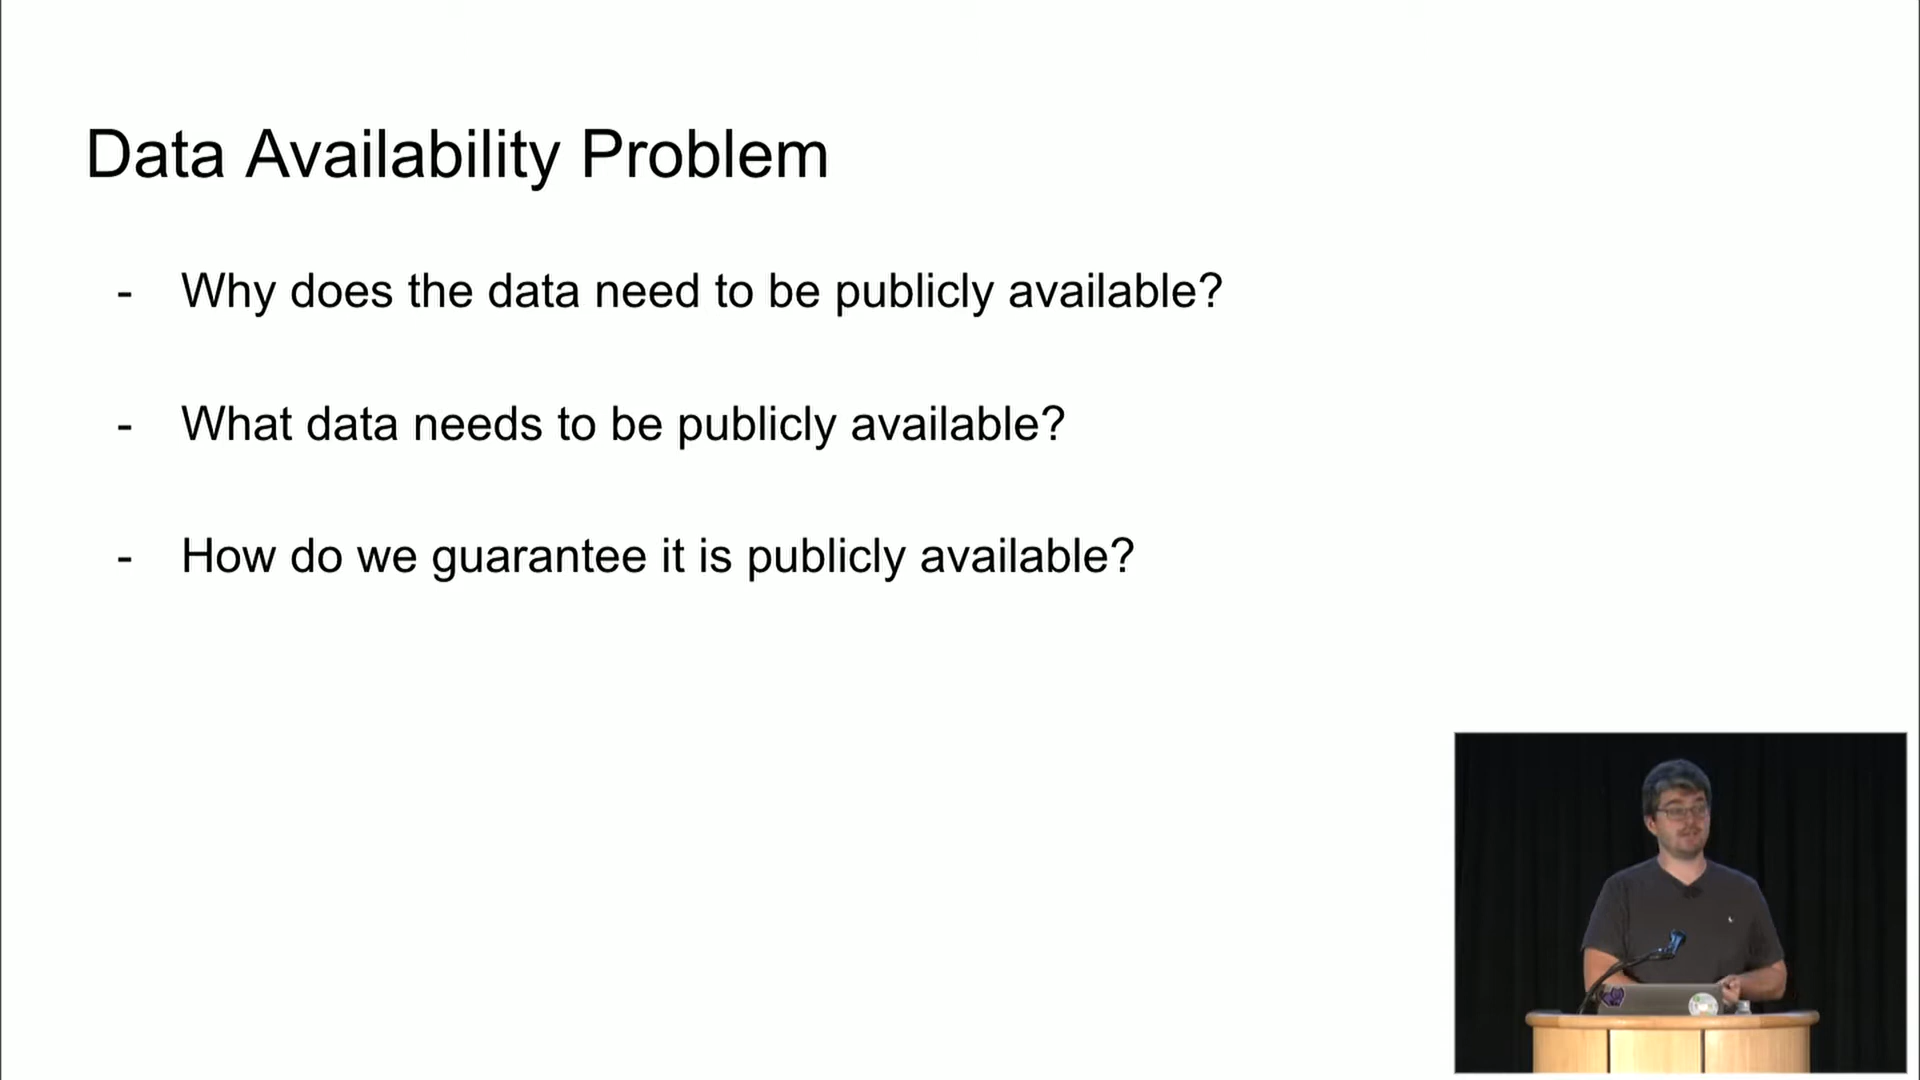 Data Availability Problem
- Why does the data need to be publicly available?
- What data needs to be publicly available?
- How do we guarantee it is publicly available?